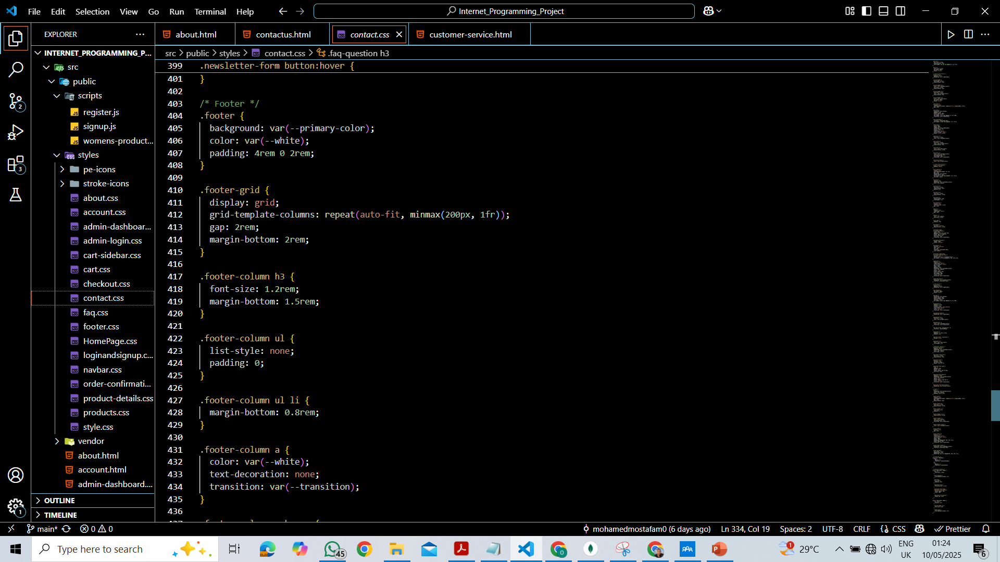 File Edit Selection View Go Run Terminal Help
Internet_Programming_Project
EXPLORER
about.html
contactus.html
contact.css
customer-service.html
INTERNET_PROGRAMMING_P...
src
public
scripts
register.js
signup.js
womens-product...
styles
pe-icons
stroke-icons
about.css
account.css
admin-dashboar...
admin-login.css
cart-sidebar.css
cart.css
checkout.css
contact.css
faq.css
footer.css
HomePage.css
loginandsignup.c...
navbar.css
order-confirmati...
product-details.css
products.css
style.css
vendor
about.html
account.html
admin-dashboard....
OUTLINE
TIMELINE
2
3
1
src > public > styles > contact.css > .faq-question h3
399 .newsletter-form button:hover {
401 }
402
403 /* Footer */
404 .footer {
405 background: var(--primary-color);
406 color: var(--white);
407 padding: 4rem 0 2rem;
408 }
409
410 .footer-grid {
411 display: grid;
412 grid-template-columns: repeat(auto-fit, minmax(200px, 1fr));
413 gap: 2rem;
414 margin-bottom: 2rem;
415 }
416
417 .footer-column h3 {
418 font-size: 1.2rem;
419 margin-bottom: 1.5rem;
420 }
421
422 .footer-column ul {
423 list-style: none;
424 padding: 0;
425 }
426
427 .footer-column ul li {
428 margin-bottom: 0.8rem;
429 }
430
431 .footer-column a {
432 color: var(--white);
433 text-decoration: none;
434 transition: var(--transition);
435 }
436
main* 0 0
mohamedmostafam0 (6 days ago) Ln 334, Col 19 Spaces: 2 UTF-8 CRLF {} CSS Prettier
Type here to search
45
1
29°C
ENG
UK
01:24
10/05/2025
6